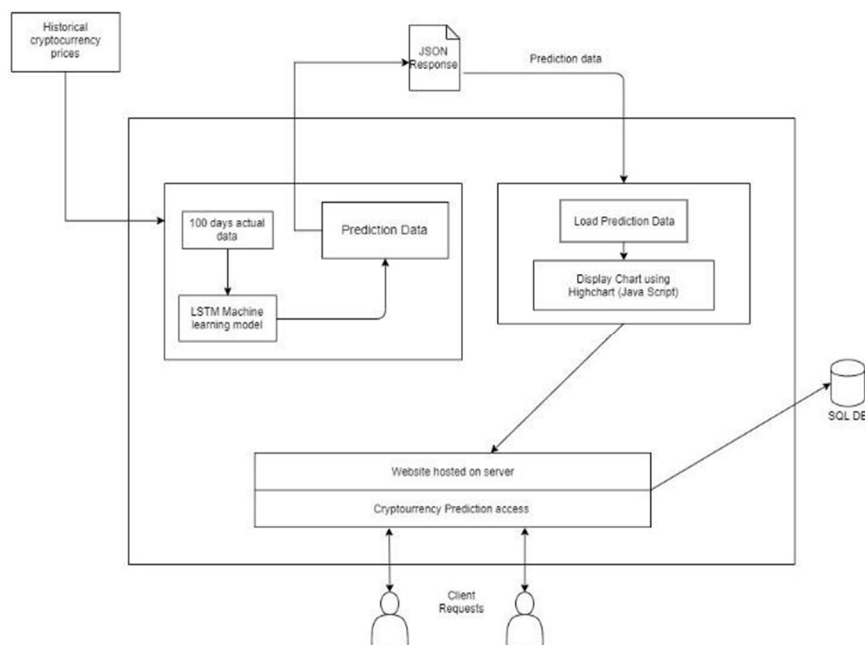 Historical
cryptocurrency
prices
JSON
Response
Prediction data
100 days actual
data
Prediction Data
LSTM Machine
learning model
Load Prediction Data
Display Chart using
Highchart (Java Script)
SQL DB
Website hosted on server
Cryptourrency Prediction access
Client
Requests